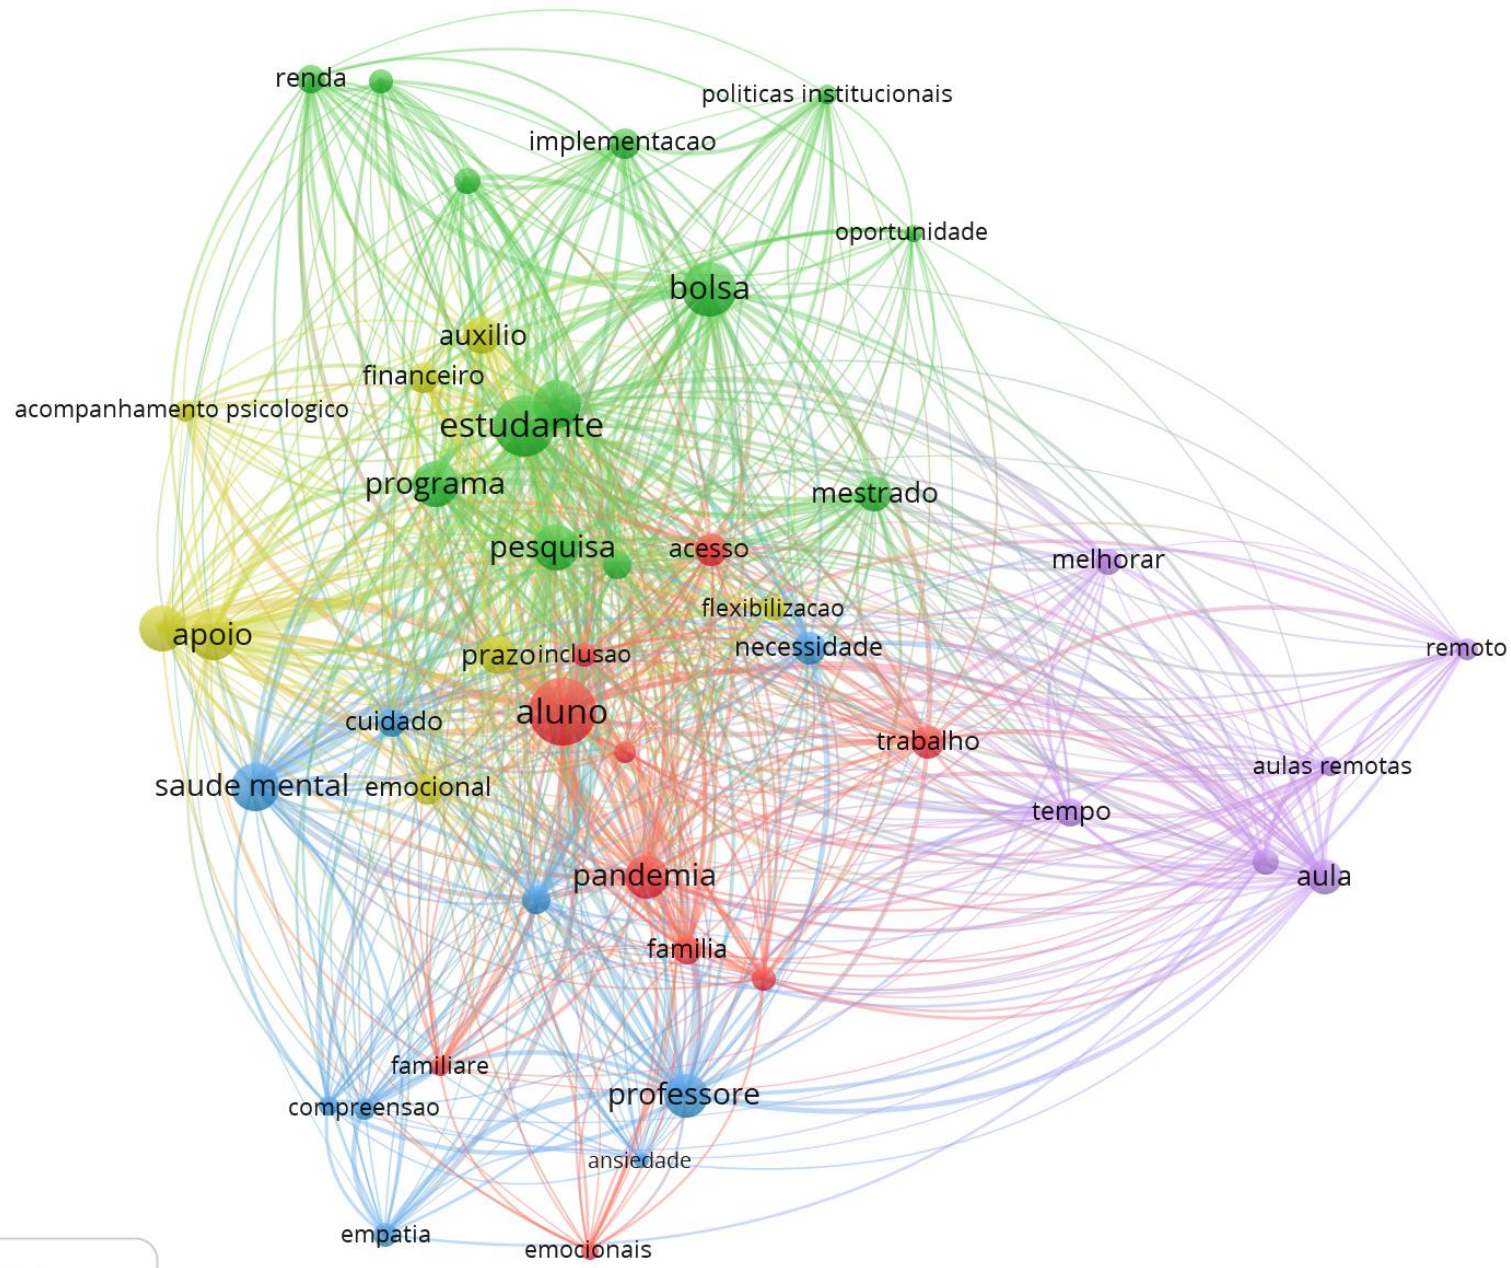 renda
politicas institucionais
implementacao
oportunidade
bolsa
auxilio
financeiro
acompanhamento psicologico
estudante
programa
mestrado
pesquisa
acesso
melhorar
flexibilizacao
apoio
necessidade
remoto
prazo
inclusao
aluno
cuidado
trabalho
aulas remotas
saude mental
emocional
tempo
pandemia
aula
familia
familiare
professore
compreensao
ansiedade
empatia
emocionais